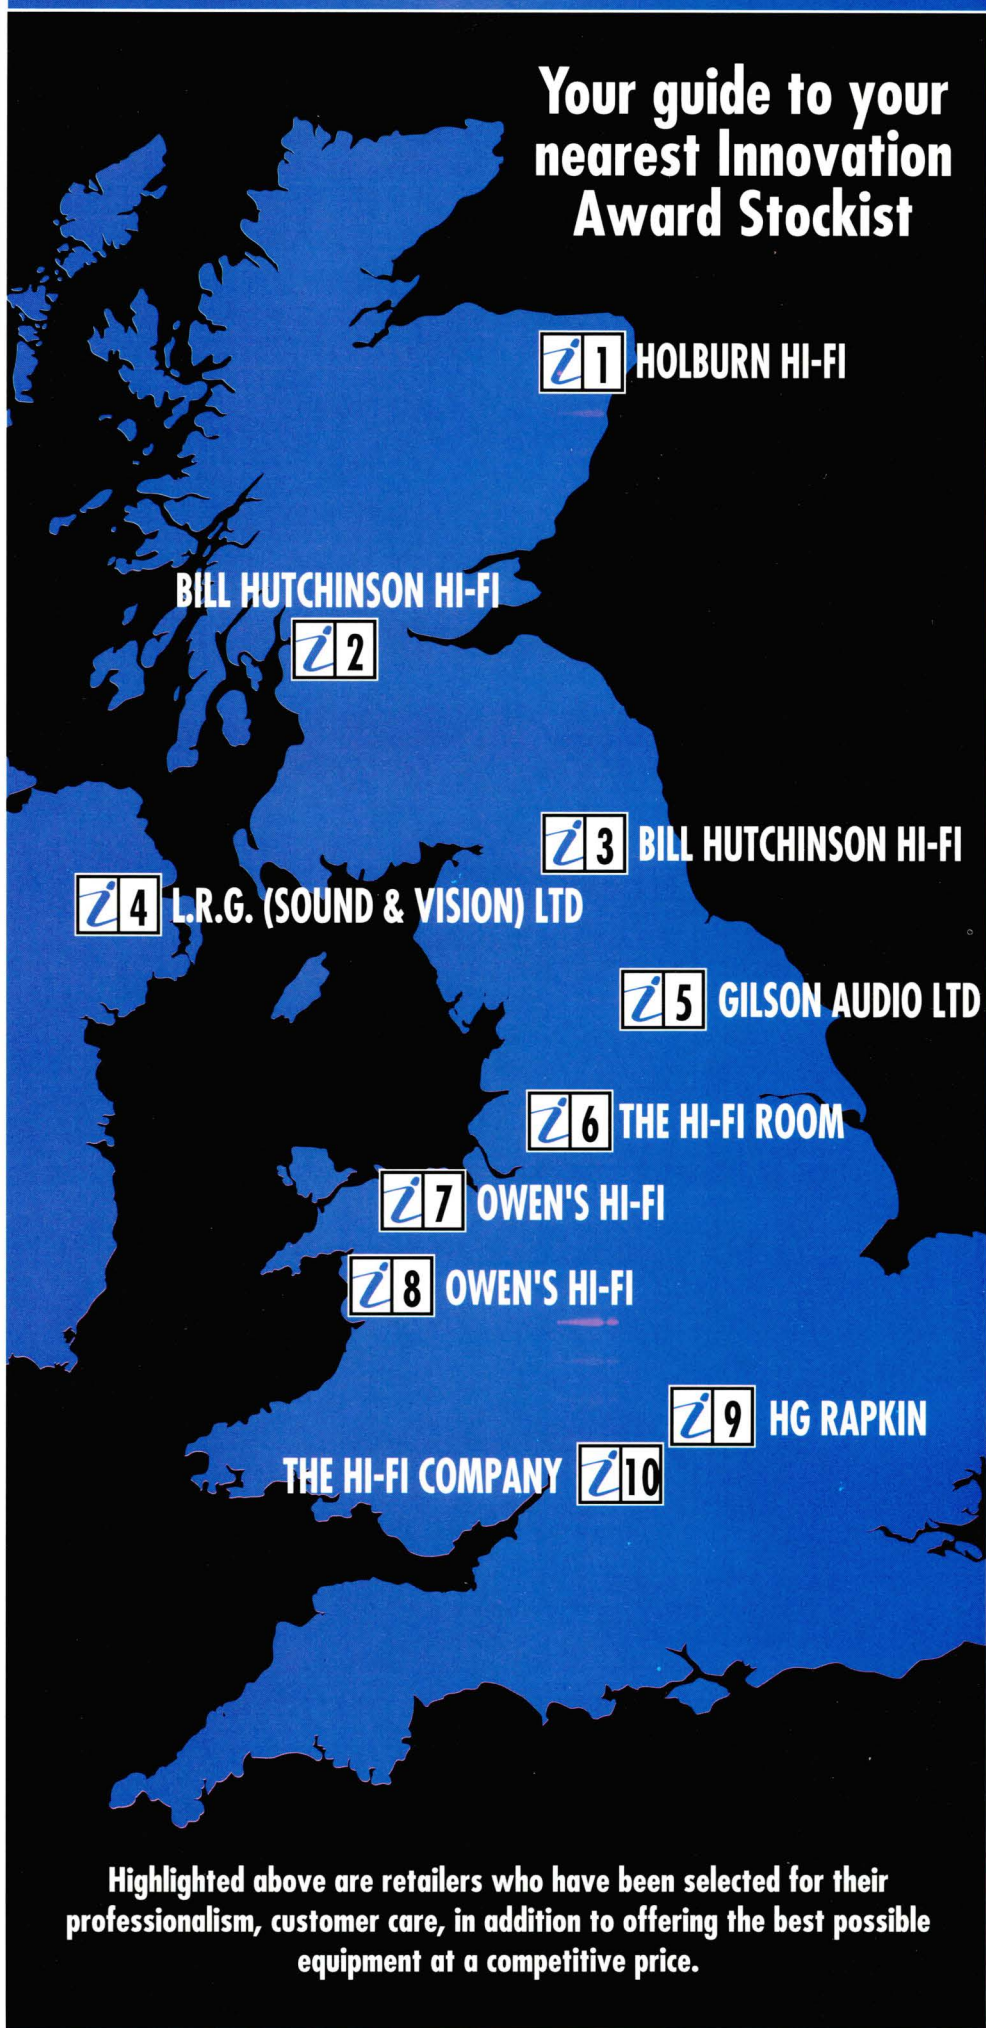 Your guide to your
nearest Innovation
Award Stockist
i 1 HOLBURN HI-FI
BILL HUTCHINSON HI-FI
i 2
i 3 BILL HUTCHINSON HI-FI
i 4 L.R.G. (SOUND & VISION) LTD
i 5 GILSON AUDIO LTD
i 6 THE HI-FI ROOM
i 7 OWEN'S HI-FI
i 8 OWEN'S HI-FI
i 9 HG RAPKIN
THE HI-FI COMPANY i 10
Highlighted above are retailers who have been selected for their
professionalism, customer care, in addition to offering the best possible
equipment at a competitive price.